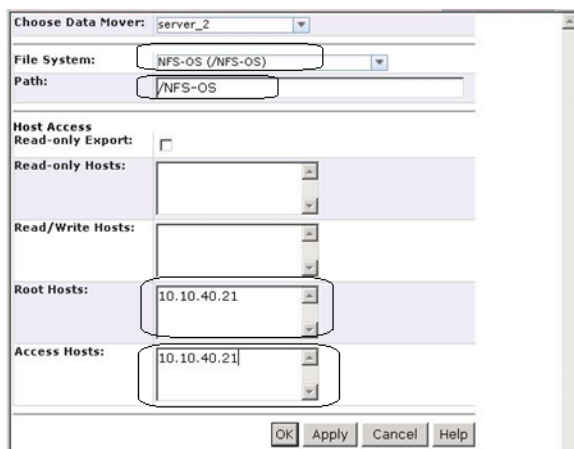 Choose Data Mover: server_2
File System: NFS-OS (/NFS-OS)
Path: /NFS-OS
Host Access
Read-only Export:
Read-only Hosts:
Read/Write Hosts:
Root Hosts: 10.10.40.21
Access Hosts: 10.10.40.21
OK Apply Cancel Help